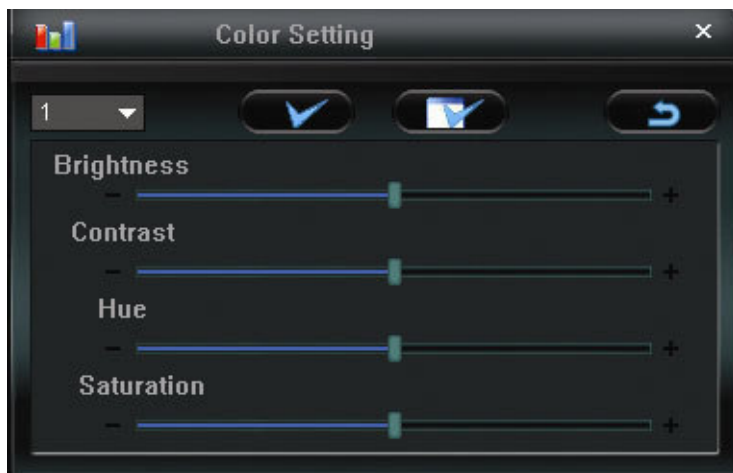 Color Setting
1
Brightness
- +
Contrast
- +
Hue
- +
Saturation
- +